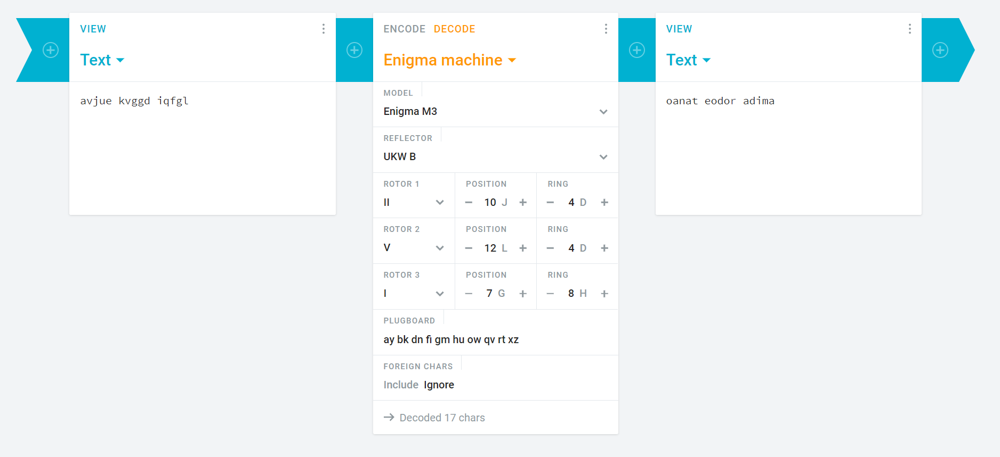 VIEW
Text
avjue kvggd iqfgl
ENCODE DECODE
Enigma machine
MODEL
Enigma M3
REFLECTOR
UKW B
ROTOR 1 POSITION RING
II 10 J 4 D
ROTOR 2 POSITION RING
V 12 L 4 D
ROTOR 3 POSITION RING
I 7 G 8 H
PLUGBOARD
ay bk dn fi gm hu ow qv rt xz
FOREIGN CHARS
Include Ignore
→ Decoded 17 chars
VIEW
Text
oanat eodor adima